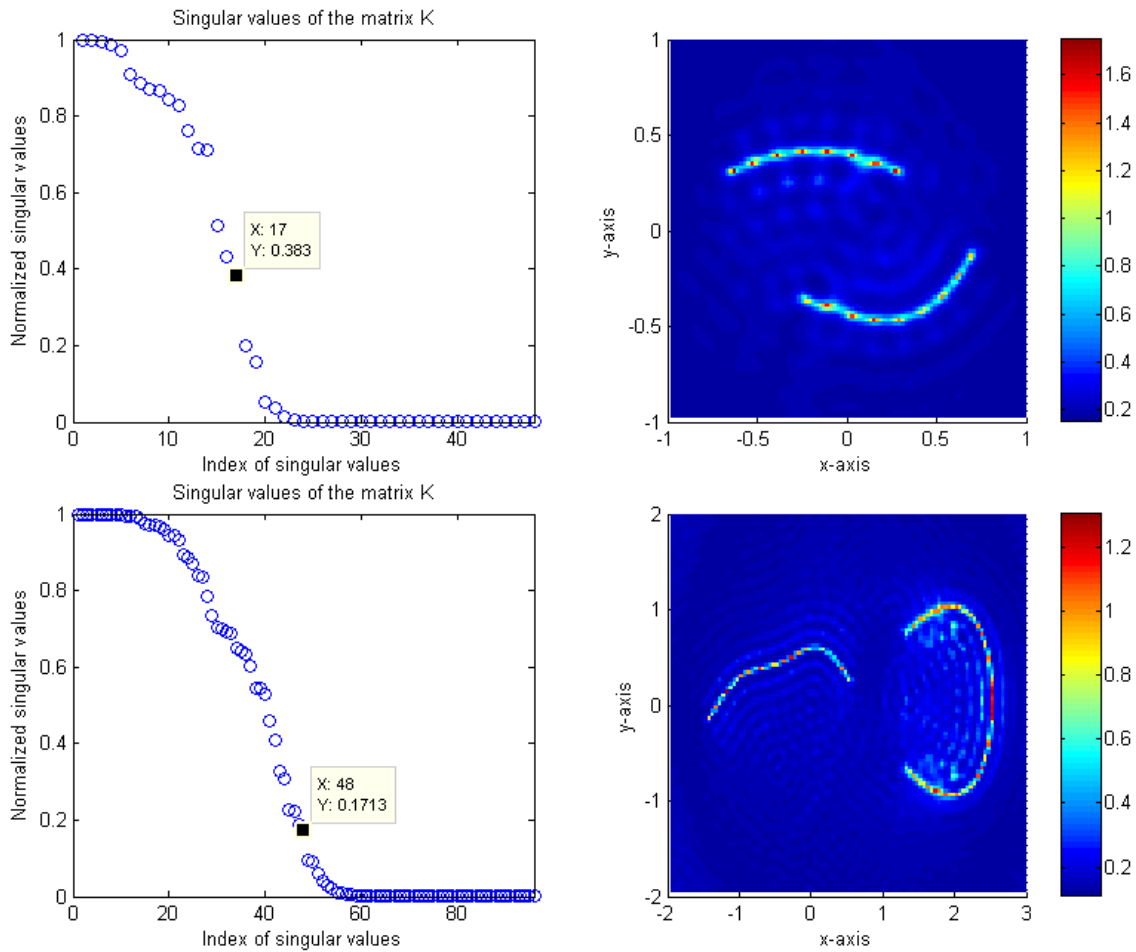 Singular values of the matrix K
Normalized singular values
1
0.8
0.6
0.4
0.2
0
X: 17
Y: 0.383
0 10 20 30 40
Index of singular values
y-axis
1
0.5
0
-0.5
-1
-1 -0.5 0 0.5 1
x-axis
1.6
1.4
1.2
1
0.8
0.6
0.4
0.2
Singular values of the matrix K
Normalized singular values
1
0.8
0.6
0.4
0.2
0
X: 48
Y: 0.1713
0 20 40 60 80
Index of singular values
y-axis
2
1
0
-1
-2
-2 -1 0 1 2 3
x-axis
1.2
1
0.8
0.6
0.4
0.2